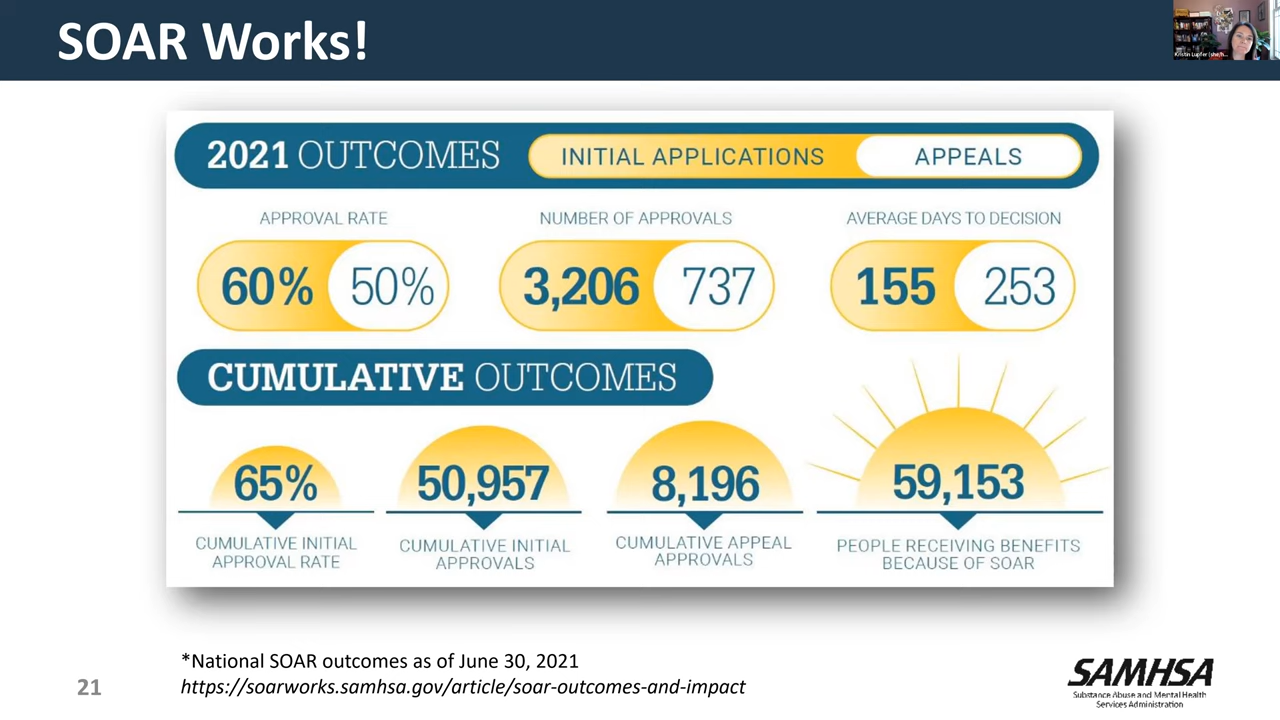 SOAR Works!
Kristin Lupfer (she/h...
2021 OUTCOMES
INITIAL APPLICATIONS
APPEALS
APPROVAL RATE
NUMBER OF APPROVALS
AVERAGE DAYS TO DECISION
60% 50%
3,206 737
155 253
CUMULATIVE OUTCOMES
65%
50,957
8,196
59,153
CUMULATIVE INITIAL
APPROVAL RATE
CUMULATIVE INITIAL
APPROVALS
CUMULATIVE APPEAL
APPROVALS
PEOPLE RECEIVING BENEFITS
BECAUSE OF SOAR
*National SOAR outcomes as of June 30, 2021
https://soarworks.samhsa.gov/article/soar-outcomes-and-impact
21
SAMHSA
Substance Abuse and Mental Health
Services Administration